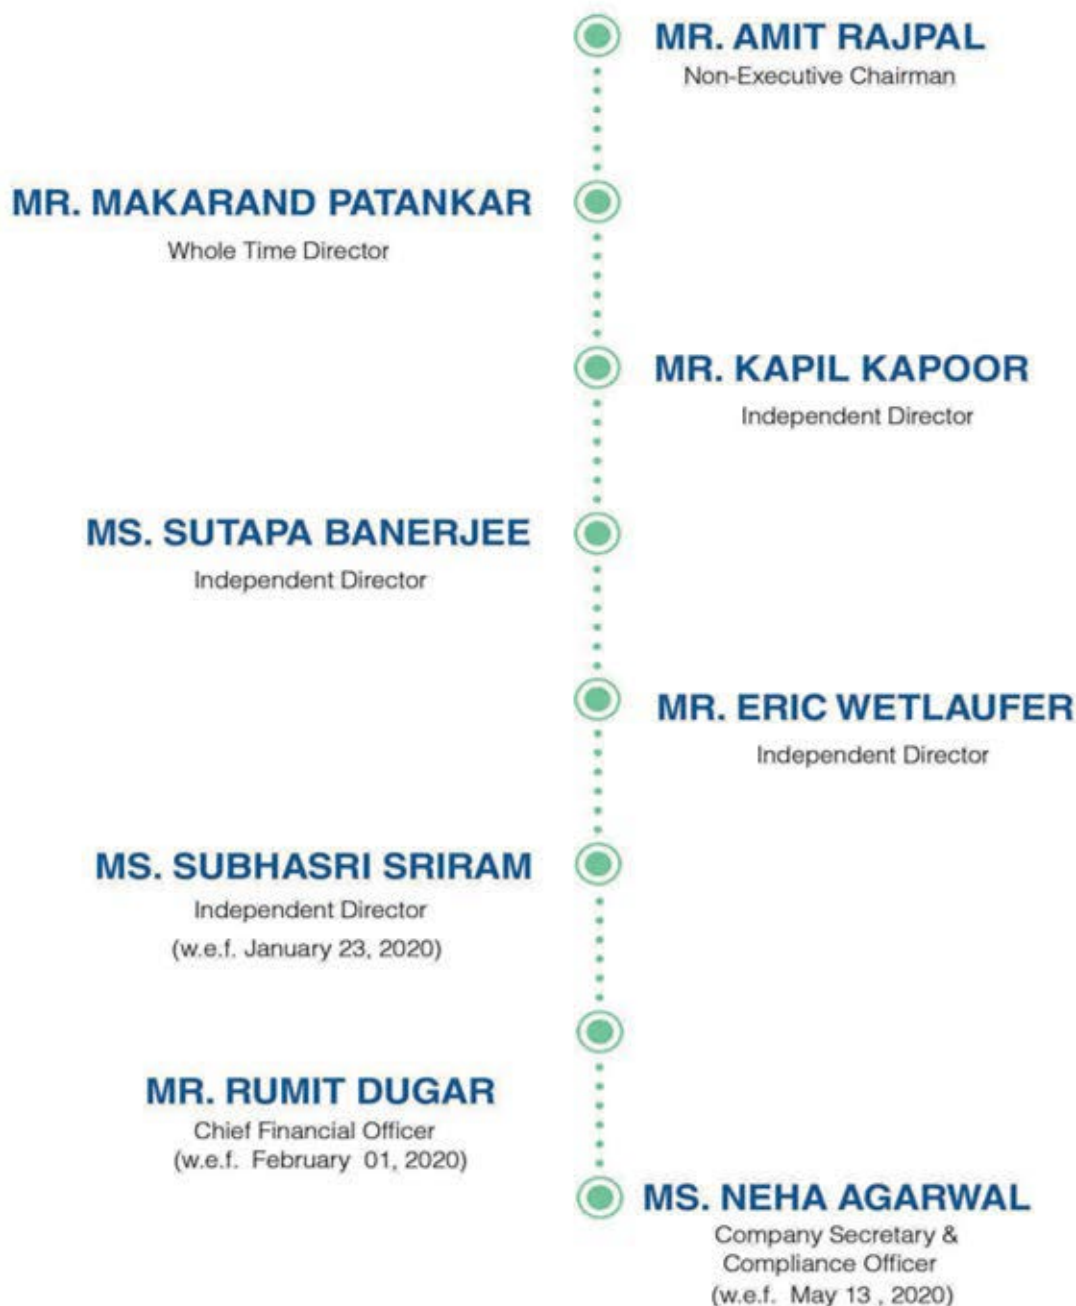 MR. AMIT RAJPAL
Non-Executive Chairman
MR. MAKARAND PATANKAR
Whole Time Director
MR. KAPIL KAPOOR
Independent Director
MS. SUTAPA BANERJEE
Independent Director
MR. ERIC WETLAUFER
Independent Director
MS. SUBHASRI SRIRAM
Independent Director
(w.e.f. January 23, 2020)
MR. RUMIT DUGAR
Chief Financial Officer
(w.e.f. February 01, 2020)
MS. NEHA AGARWAL
Company Secretary &
Compliance Officer
(w.e.f. May 13 , 2020)